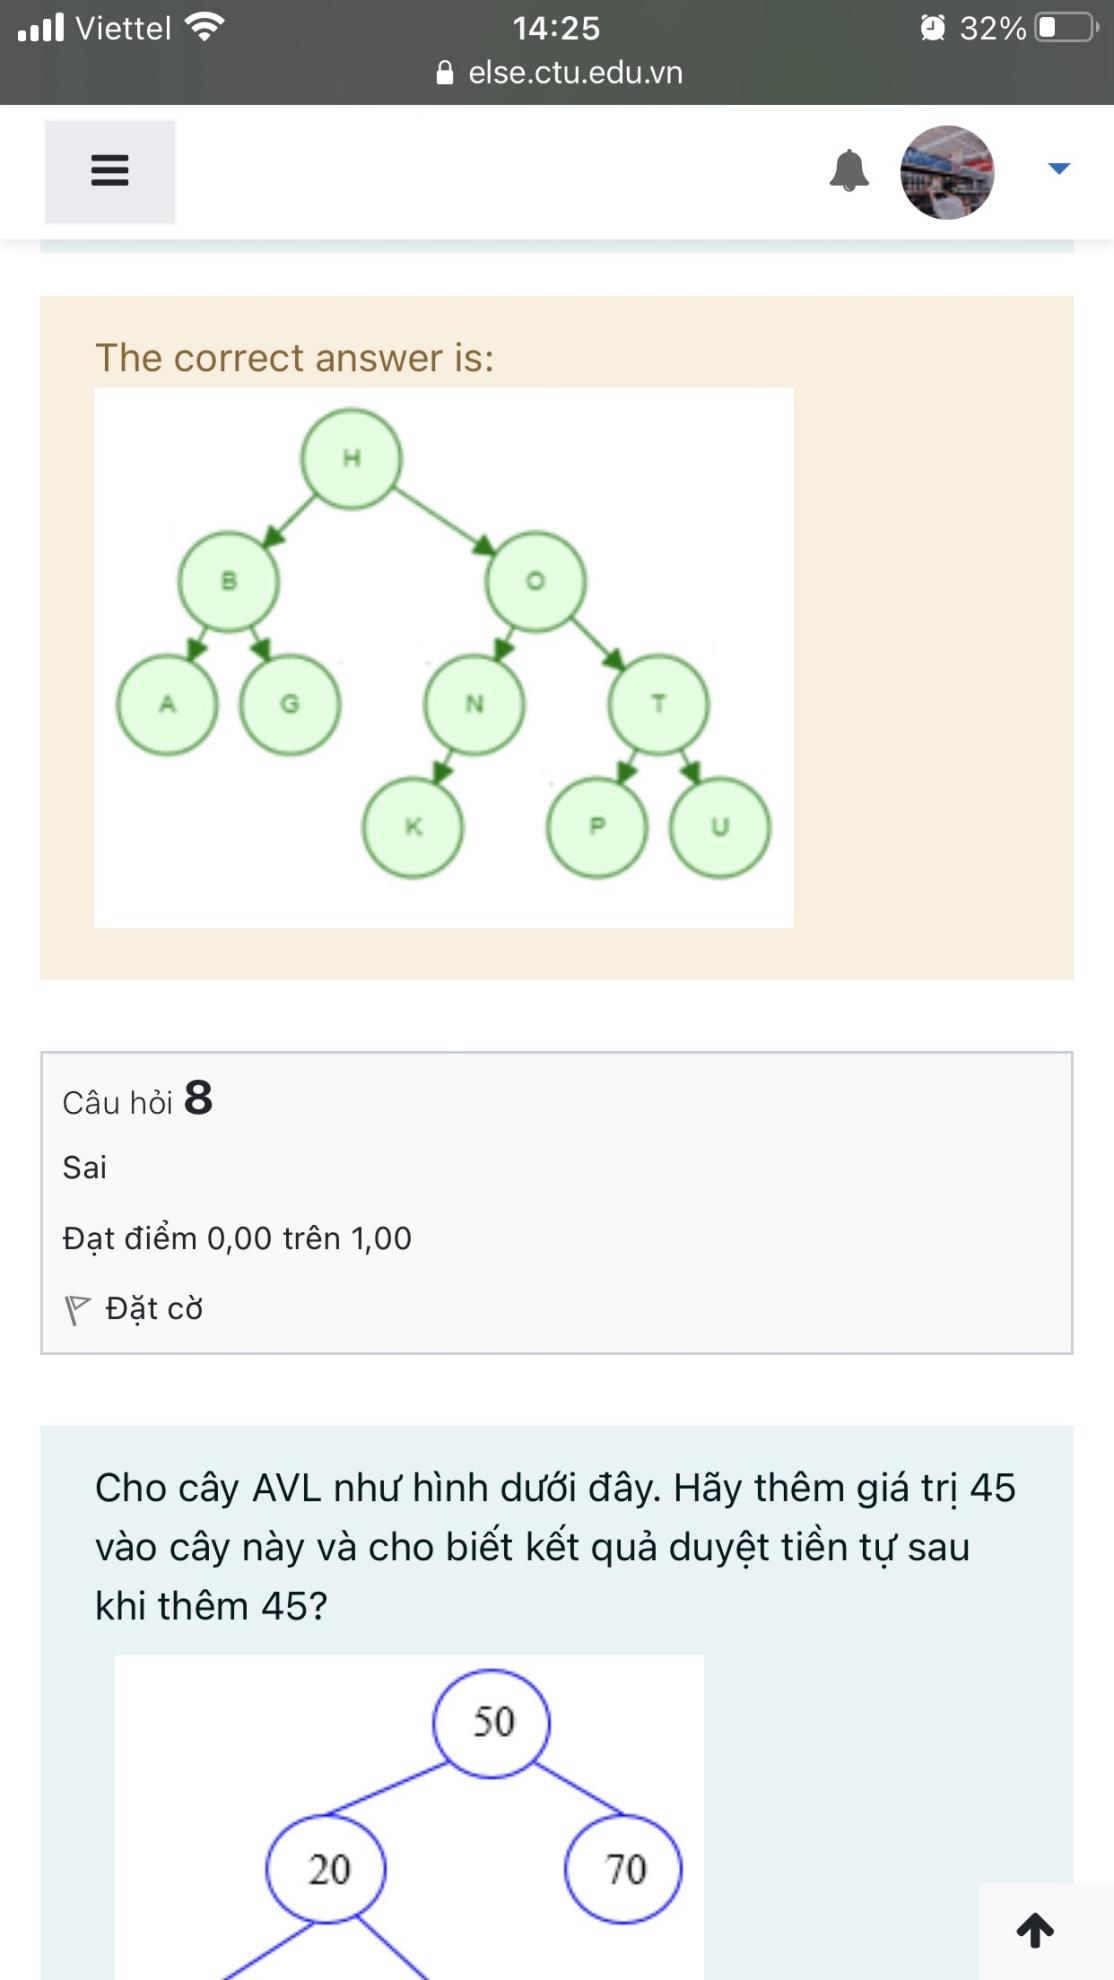 Viettel 14:25 32%
else.ctu.edu.vn
The correct answer is:
H
B O
A G N T
K P U
Câu hỏi 8
Sai
Đạt điểm 0,00 trên 1,00
Đặt cờ
Cho cây AVL như hình dưới đây. Hãy thêm giá trị 45
vào cây này và cho biết kết quả duyệt tiền tự sau
khi thêm 45?
50
20 70